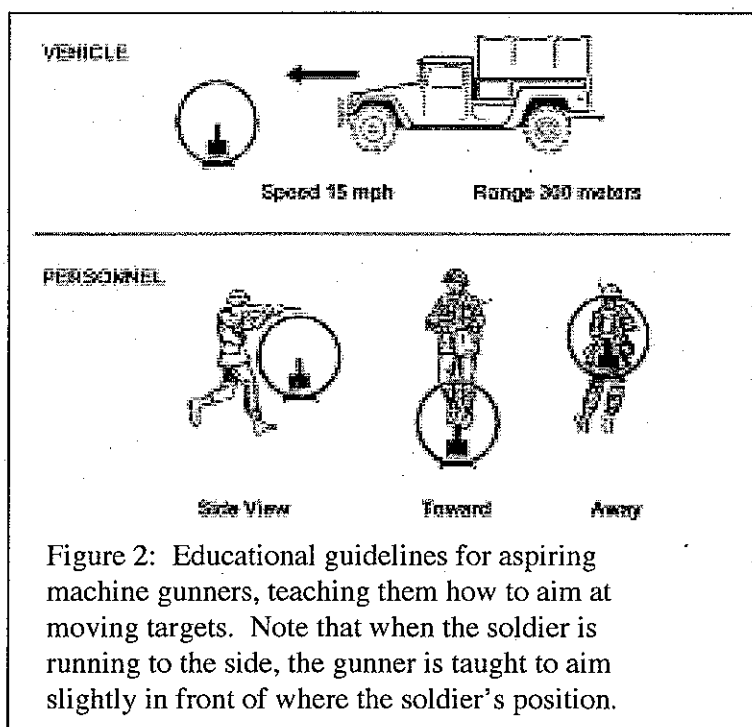 VEHICLE
Speed 15 mph Range 300 meters
PERSONNEL
Side View Toward Away
Figure 2: Educational guidelines for aspiring
machine gunners, teaching them how to aim at
moving targets. Note that when the soldier is
running to the side, the gunner is taught to aim
slightly in front of where the soldier's position.